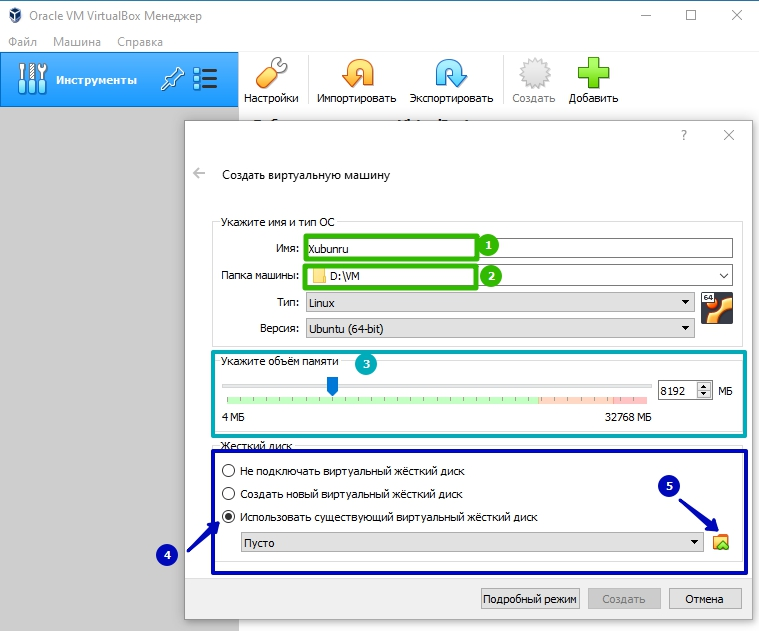 Oracle VM VirtualBox Менеджер
Файл Машина Справка
Инструменты
Настройки Импортировать Экспортировать Создать Добавить
?
Создать виртуальную машину
Укажите имя и тип ОС
Имя: Xubunru 1
Папка машины: D:\VM 2
Тип: Linux 64
Версия: Ubuntu (64-bit)
Укажите объём памяти 3
8192 МБ
4 МБ 32768 МБ
Жесткий диск
Не подключать виртуальный жёсткий диск
Создать новый виртуальный жёсткий диск 5
Использовать существующий виртуальный жёсткий диск
4 Пусто
Подробный режим Создать Отмена